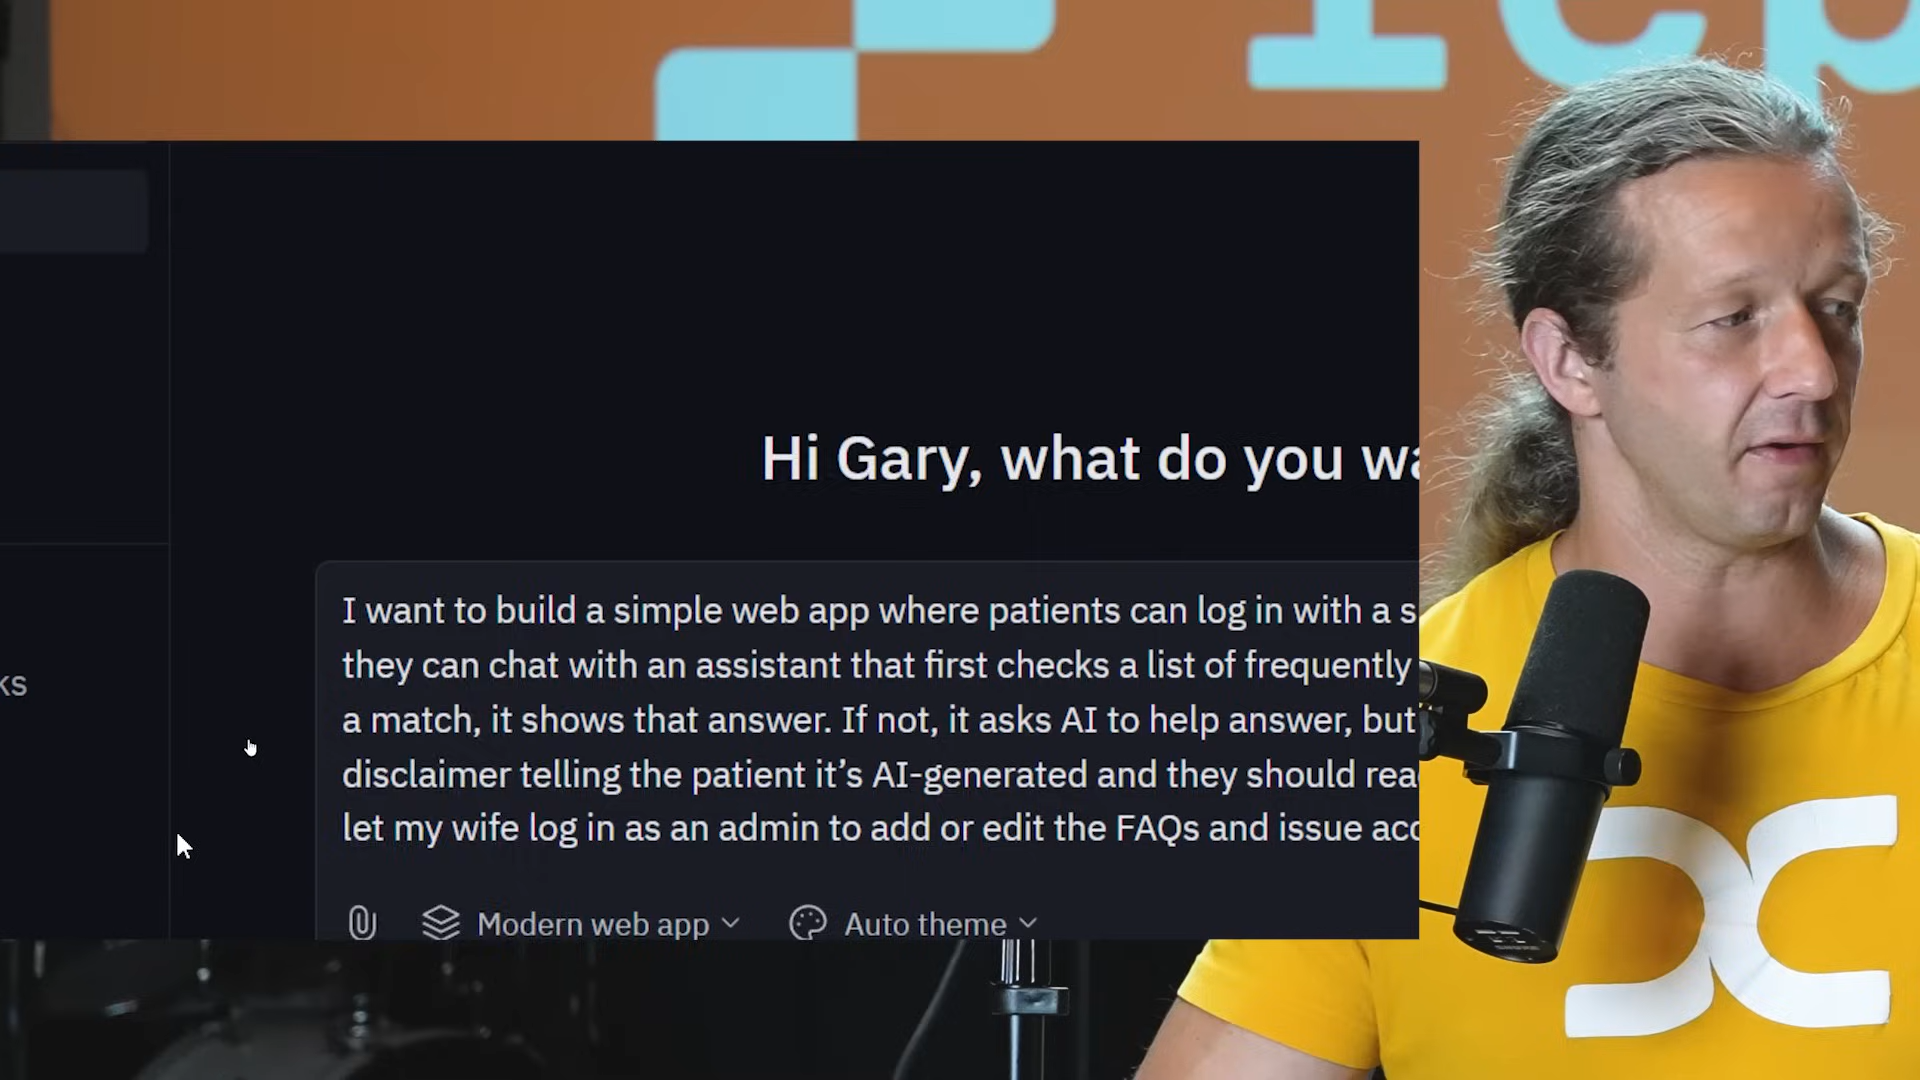 rep
Hi Gary, what do you wa
I want to build a simple web app where patients can log in with a s
they can chat with an assistant that first checks a list of frequently
a match, it shows that answer. If not, it asks AI to help answer, but
disclaimer telling the patient it’s AI-generated and they should rea
let my wife log in as an admin to add or edit the FAQs and issue acc
ks
Modern web app
Auto theme